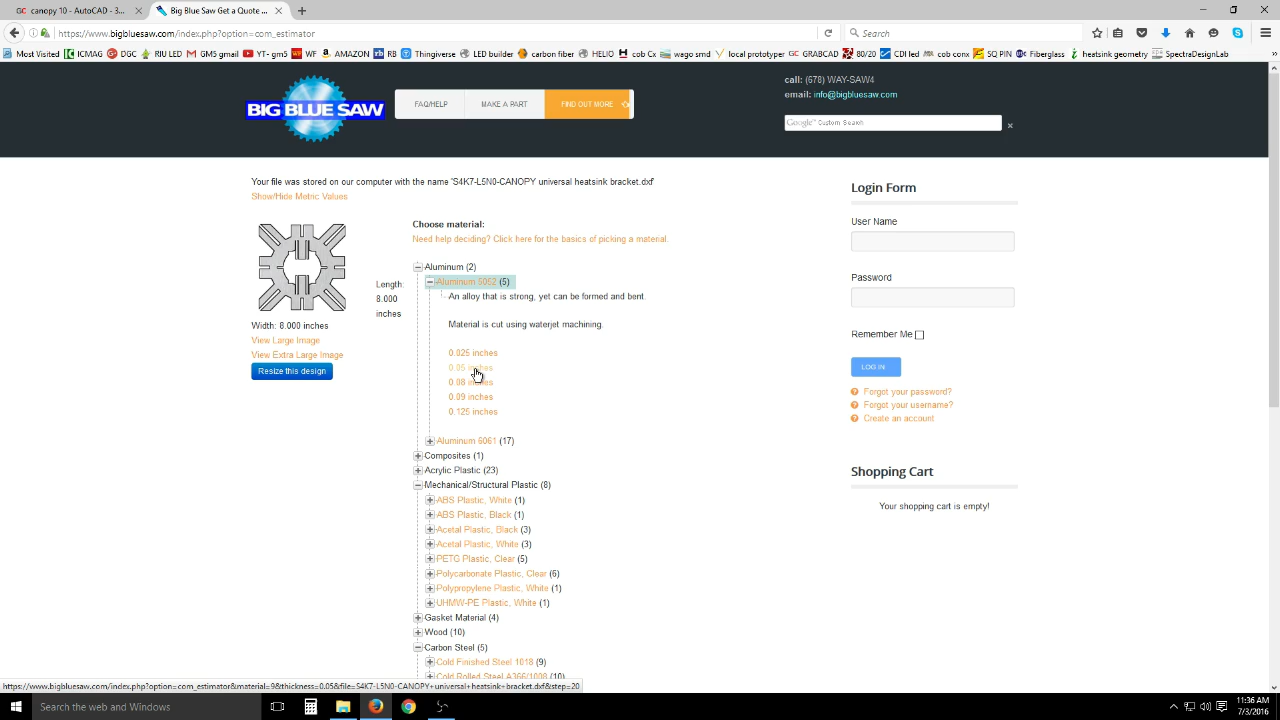 canopy 10 - AutoCAD - 3...
Big Blue Saw Get a Quote
https://www.bigbluesaw.com/index.php?option=com_estimator
Search
Most Visited ICMAG DGC RIU LED GM5 gmail YT- gm5 WF AMAZON RB Thingiverse LED builder carbon fiber HELIO cob Cx wago smd local prototyper GRABCAD 80/20 CDI led cob conx SQ PIN Fiberglass heatsink geometry SpectraDesignLab
BIG BLUE SAW
FAQ/HELP MAKE A PART FIND OUT MORE
call: (678) WAY-SAW4
email: info@bigbluesaw.com
Google™ Custom Search
Your file was stored on our computer with the name 'S4K7-L5N0-CANOPY universal heatsink bracket.dxf'
Show/Hide Metric Values
Length:
8.000
inches
Width: 8.000 inches
View Large Image
View Extra Large Image
Resize this design
Choose material:
Need help deciding? Click here for the basics of picking a material.
Aluminum (2)
Aluminum 5052 (5)
An alloy that is strong, yet can be formed and bent.
Material is cut using waterjet machining.
0.025 inches
0.05 inches
0.08 inches
0.09 inches
0.125 inches
Aluminum 6061 (17)
Composites (1)
Acrylic Plastic (23)
Mechanical/Structural Plastic (8)
ABS Plastic, White (1)
ABS Plastic, Black (1)
Acetal Plastic, Black (3)
Acetal Plastic, White (3)
PETG Plastic, Clear (5)
Polycarbonate Plastic, Clear (6)
Polypropylene Plastic, White (1)
UHMW-PE Plastic, White (1)
Gasket Material (4)
Wood (10)
Carbon Steel (5)
Cold Finished Steel 1018 (9)
Cold Rolled Steel A366/1008 (10)
Login Form
User Name
Password
Remember Me
LOG IN
Forgot your password?
Forgot your username?
Create an account
Shopping Cart
Your shopping cart is empty!
https://www.bigbluesaw.com/index.php?option=com_estimator&material=9&thickness=0.05&file=S4K7-L5N0-CANOPY+universal+heatsink+bracket.dxf&step=20
Search the web and Windows
11:36 AM
7/3/2016